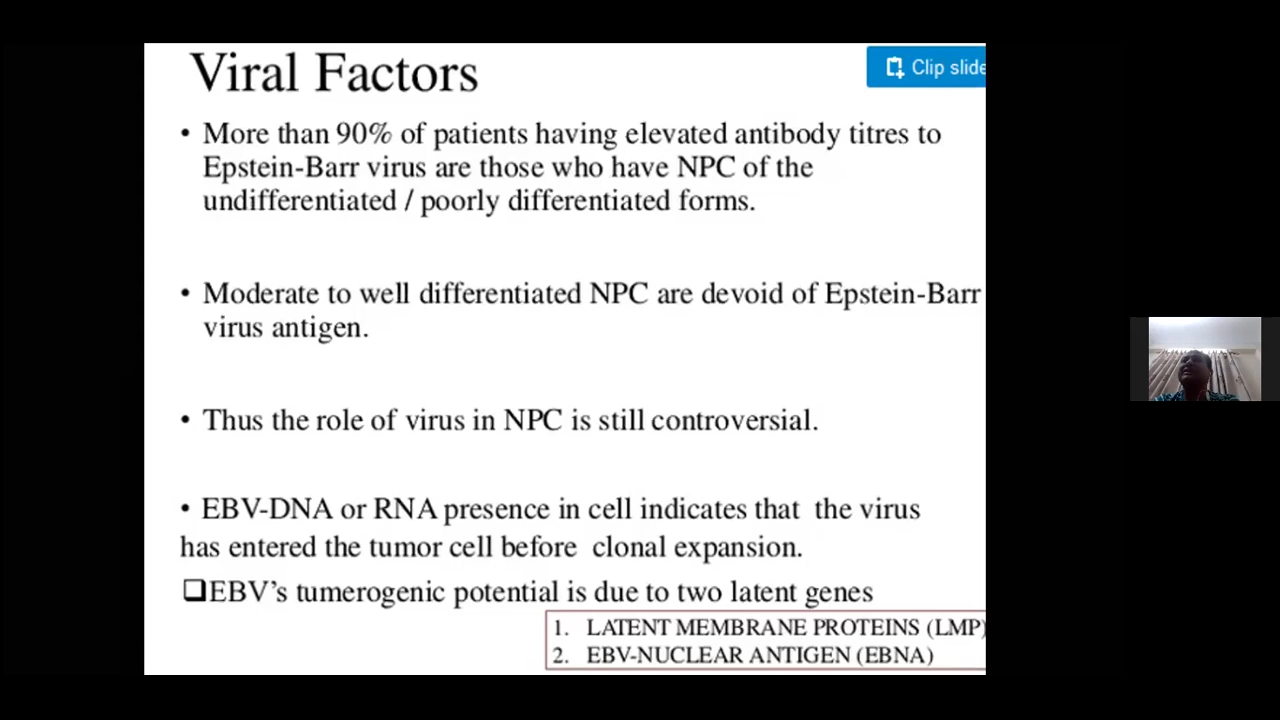 Viral Factors
Clip slide
• More than 90% of patients having elevated antibody titres to
Epstein-Barr virus are those who have NPC of the
undifferentiated / poorly differentiated forms.
• Moderate to well differentiated NPC are devoid of Epstein-Barr
virus antigen.
• Thus the role of virus in NPC is still controversial.
• EBV-DNA or RNA presence in cell indicates that the virus
has entered the tumor cell before clonal expansion.
❑EBV’s tumerogenic potential is due to two latent genes
1. LATENT MEMBRANE PROTEINS (LMP)
2. EBV-NUCLEAR ANTIGEN (EBNA)